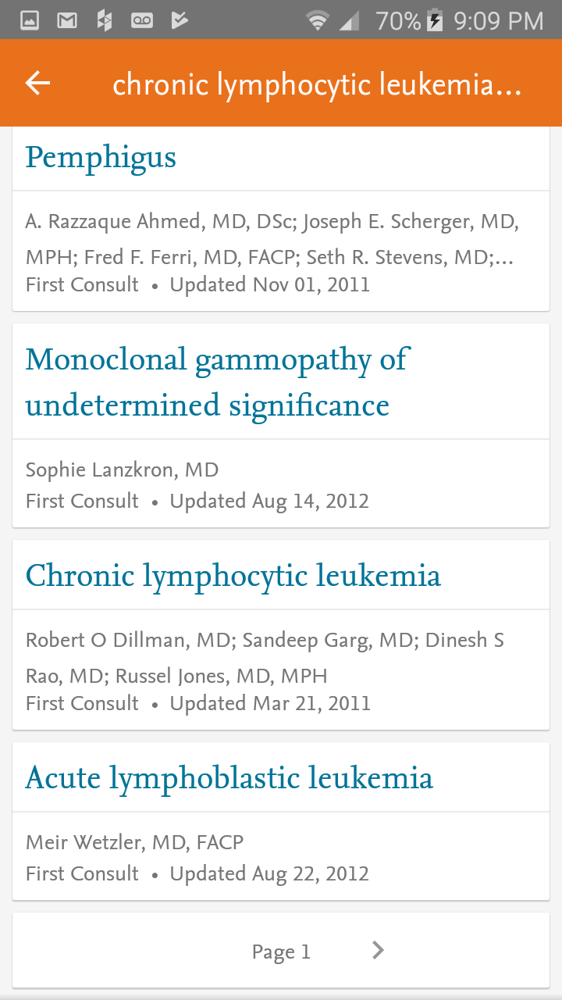 70% 9:09 PM
chronic lymphocytic leukemia...
Pemphigus
A. Razzaque Ahmed, MD, DSc; Joseph E. Scherger, MD,
MPH; Fred F. Ferri, MD, FACP; Seth R. Stevens, MD;...
First Consult • Updated Nov 01, 2011
Monoclonal gammopathy of
undetermined significance
Sophie Lanzkron, MD
First Consult • Updated Aug 14, 2012
Chronic lymphocytic leukemia
Robert O Dillman, MD; Sandeep Garg, MD; Dinesh S
Rao, MD; Russel Jones, MD, MPH
First Consult • Updated Mar 21, 2011
Acute lymphoblastic leukemia
Meir Wetzler, MD, FACP
First Consult • Updated Aug 22, 2012
Page 1